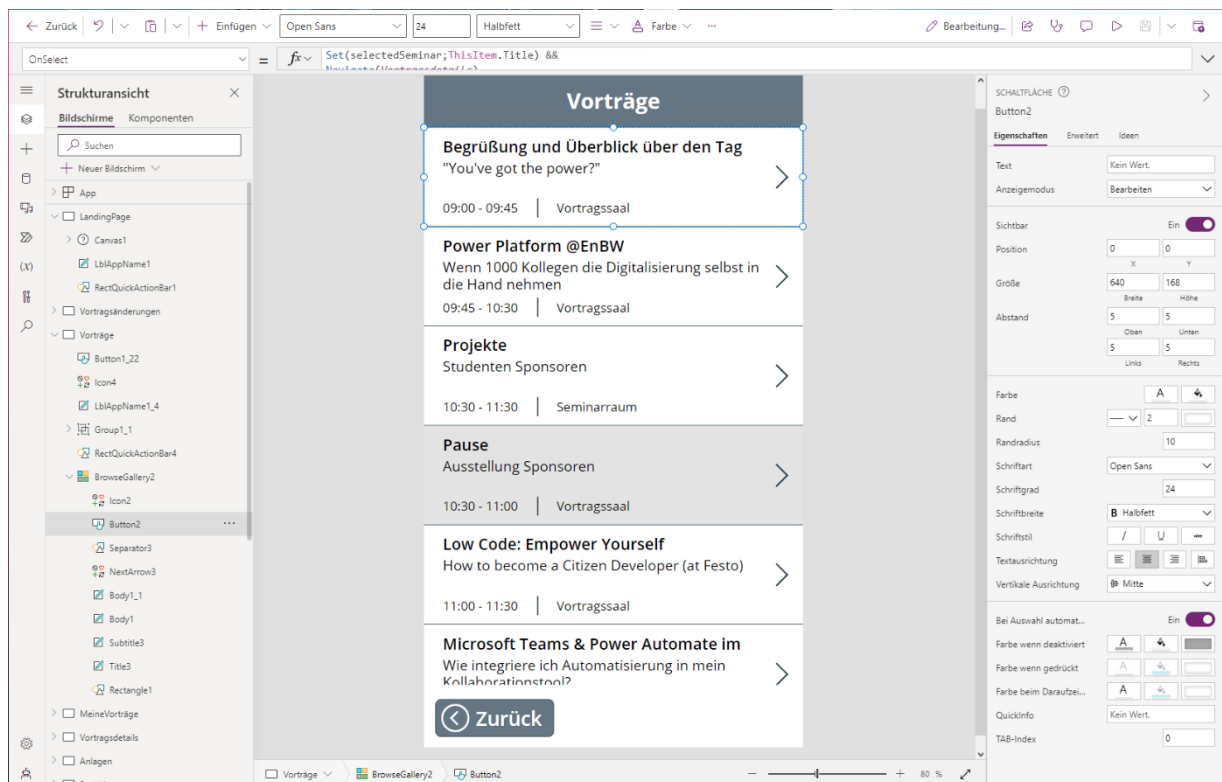 Zurück
Einfügen
Open Sans
24
Halbfett
Farbe
Bearbeitung...
OnSelect
=
fx
Set(selectedSeminar;ThisItem.Title) &&
Navigate(Vortragsdetails)
Strukturansicht
Bildschirme Komponenten
Suchen
Neuer Bildschirm
App
LandingPage
Canvas1
LblAppName1
RectQuickActionBar1
Vortragsänderungen
Vorträge
Button1_22
Icon4
LblAppName1_4
Group1_1
RectQuickActionBar4
BrowseGallery2
Icon2
Button2 ...
Separator3
NextArrow3
Body1_1
Body1
Subtitle3
Title3
Rectangle1
MeineVorträge
Vortragsdetails
Anlagen
Vorträge
Begrüßung und Überblick über den Tag
"You've got the power?"
09:00 - 09:45 | Vortragssaal
Power Platform @EnBW
Wenn 1000 Kollegen die Digitalisierung selbst in
die Hand nehmen
09:45 - 10:30 | Vortragssaal
Projekte
Studenten Sponsoren
10:30 - 11:30 | Seminarraum
Pause
Ausstellung Sponsoren
10:30 - 11:00 | Vortragssaal
Low Code: Empower Yourself
How to become a Citizen Developer (at Festo)
11:00 - 11:30 | Vortragssaal
Microsoft Teams & Power Automate im
Wie integriere ich Automatisierung in mein
Kollaborationstool?
Zurück
Vorträge BrowseGallery2 Button2
80 %
SCHALTFLÄCHE
Button2
Eigenschaften Erweitert Ideen
Text Kein Wert.
Anzeigemodus Bearbeiten
Sichtbar Ein
Position 0 0
X Y
Größe 640 168
Breite Höhe
Abstand 5 5
Oben Unten
5 5
Links Rechts
Farbe A
Rand 2
Randradius 10
Schriftart Open Sans
Schriftgrad 24
Schriftbreite B Halbfett
Schriftstil / U abc
Textausrichtung
Vertikale Ausrichtung Mitte
Bei Auswahl automat... Ein
Farbe wenn deaktiviert A
Farbe wenn gedrückt A
Farbe beim Daraufzei... A
QuickInfo Kein Wert.
TAB-Index 0